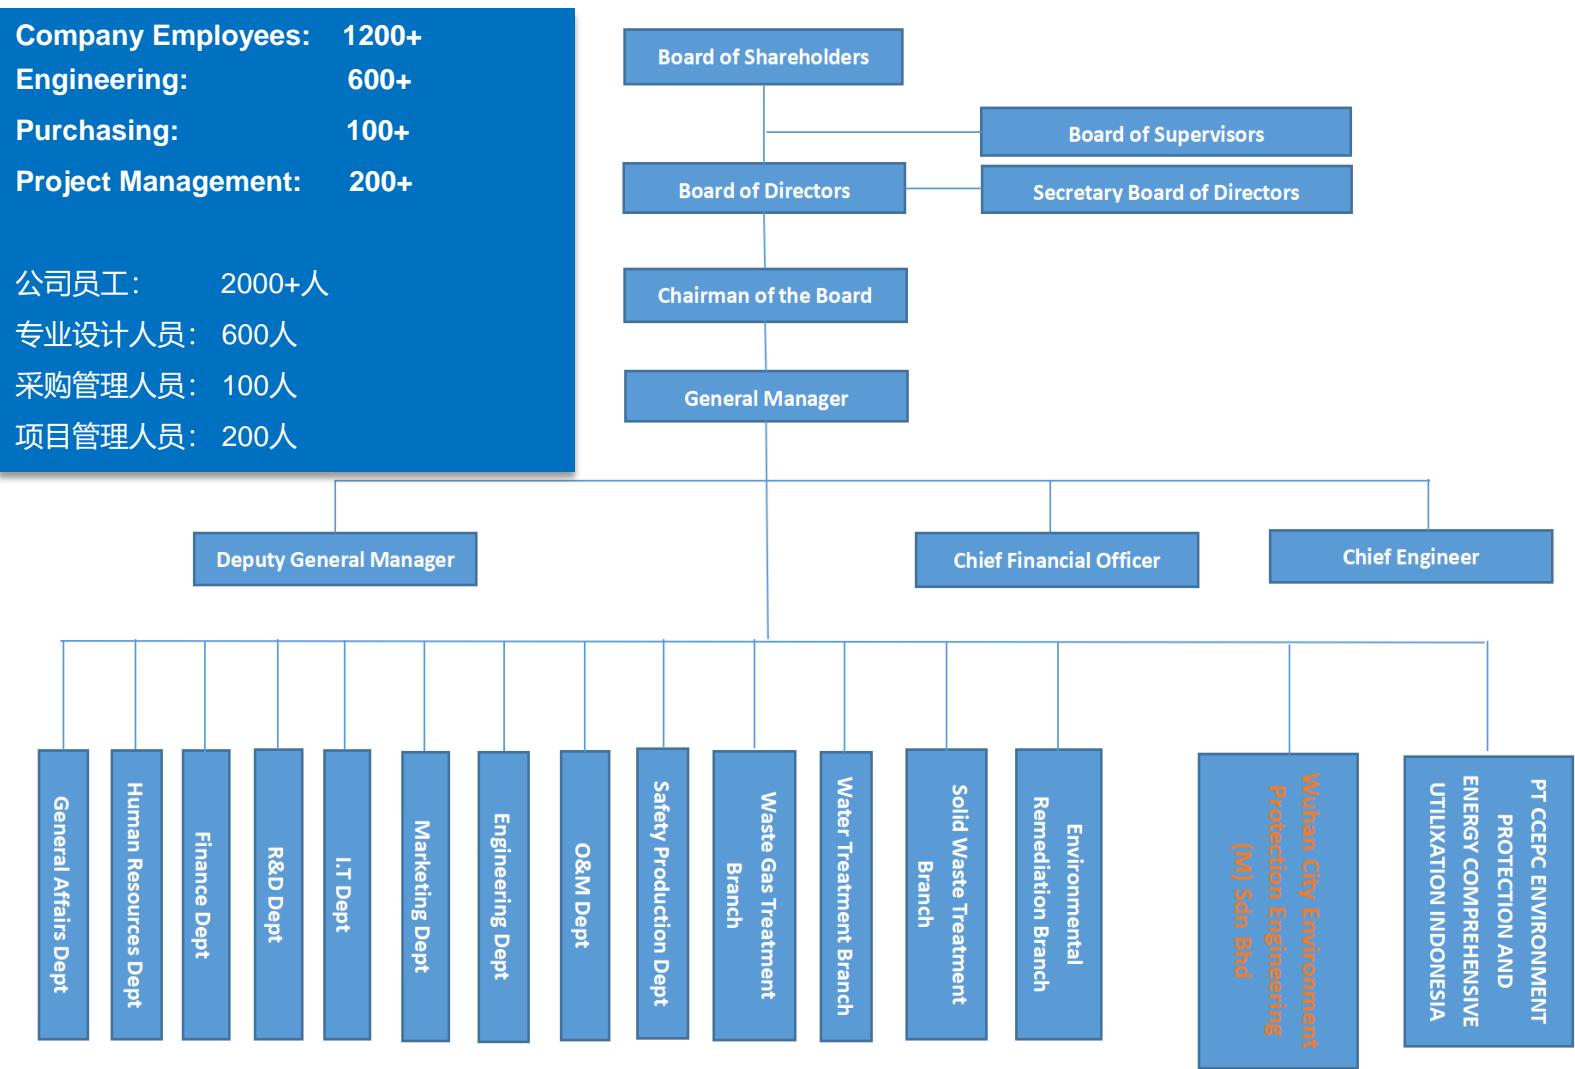 Company Employees: 1200+
Engineering: 600+
Purchasing: 100+
Project Management: 200+
公司员工： 2000+人
专业设计人员： 600人
采购管理人员： 100人
项目管理人员： 200人
Board of Shareholders
Board of Supervisors
Board of Directors
Secretary Board of Directors
Chairman of the Board
General Manager
Deputy General Manager
Chief Financial Officer
Chief Engineer
General Affairs Dept
Human Resources Dept
Finance Dept
R&D Dept
I.T Dept
Marketing Dept
Engineering Dept
O&M Dept
Safety Production Dept
Waste Gas Treatment
Branch
Water Treatment Branch
Solid Waste Treatment
Branch
Environmental
Remediation Branch
Wuhan City Environment
Protection Engineering
(M) Sdn Bhd
PT CCEPC ENVIRONMENT
PROTECTION AND
ENERGY COMPREHENSIVE
UTILIXATION INDONESIA